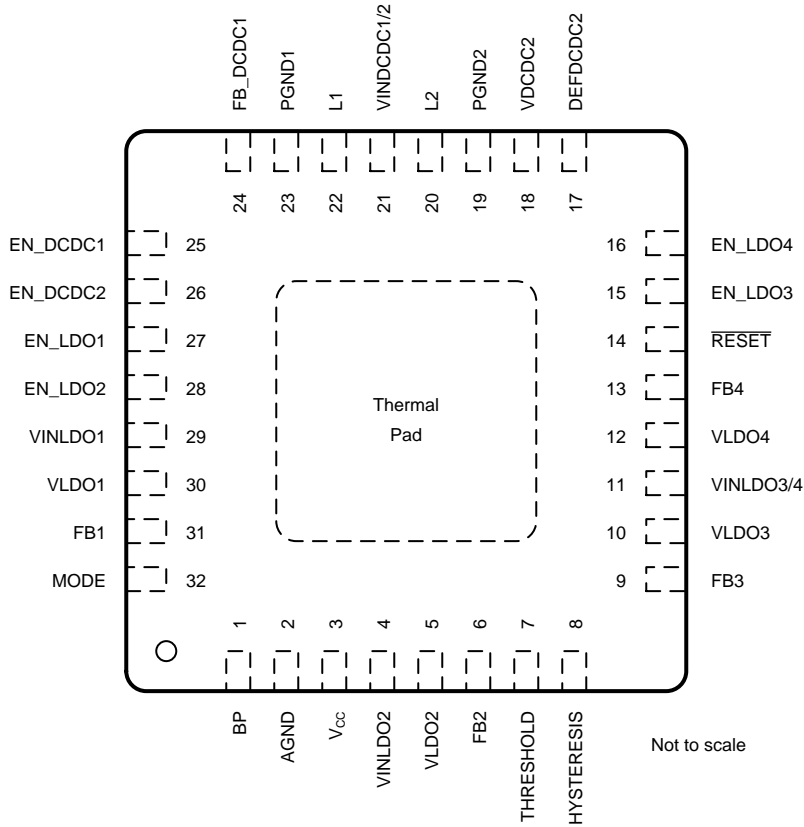 FB_DCDC1
PGND1
L1
VINDCDC1/2
L2
PGND2
VDCDC2
DEFDCDC2
24
23
22
21
20
19
18
17
EN_DCDC1 25
16 EN_LDO4
EN_DCDC2 26
15 EN_LDO3
EN_LDO1 27
14 RESET
EN_LDO2 28
13 FB4
Thermal
Pad
VINLDO1 29
12 VLDO4
VLDO1 30
11 VINLDO3/4
FB1 31
10 VLDO3
MODE 32
9 FB3
1
2
3
4
5
6
7
8
BP
AGND
VCC
VINLDO2
VLDO2
FB2
THRESHOLD
HYSTERESIS
Not to scale